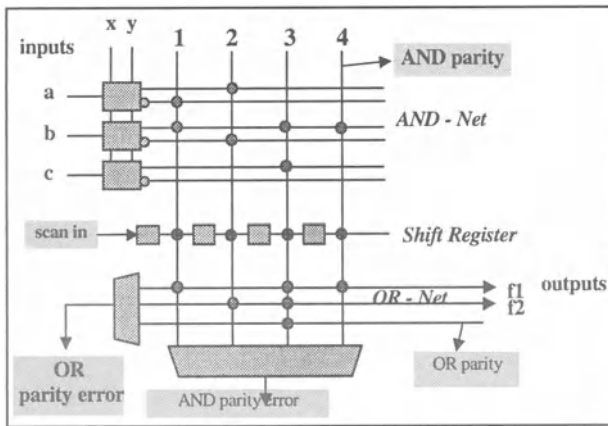 x y
inputs
1 2 3 4
AND parity
a
AND - Net
b
c
scan in
Shift Register
f1 outputs
OR - Net
f2
OR
parity error
OR parity
AND parity error